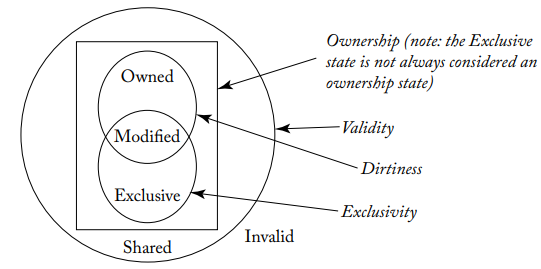 Ownership (note: the Exclusive
state is not always considered an
ownership state)
Owned
Modified
Validity
Dirtiness
Exclusive
Exclusivity
Shared
Invalid